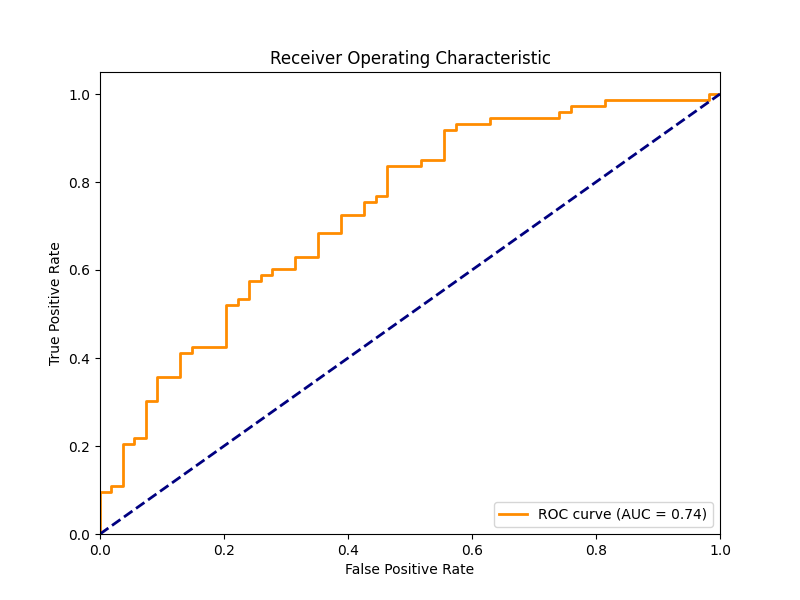 Receiver Operating Characteristic
True Positive Rate
1.0
0.8
0.6
0.4
0.2
0.0
ROC curve (AUC = 0.74)
0.0 0.2 0.4 0.6 0.8 1.0
False Positive Rate